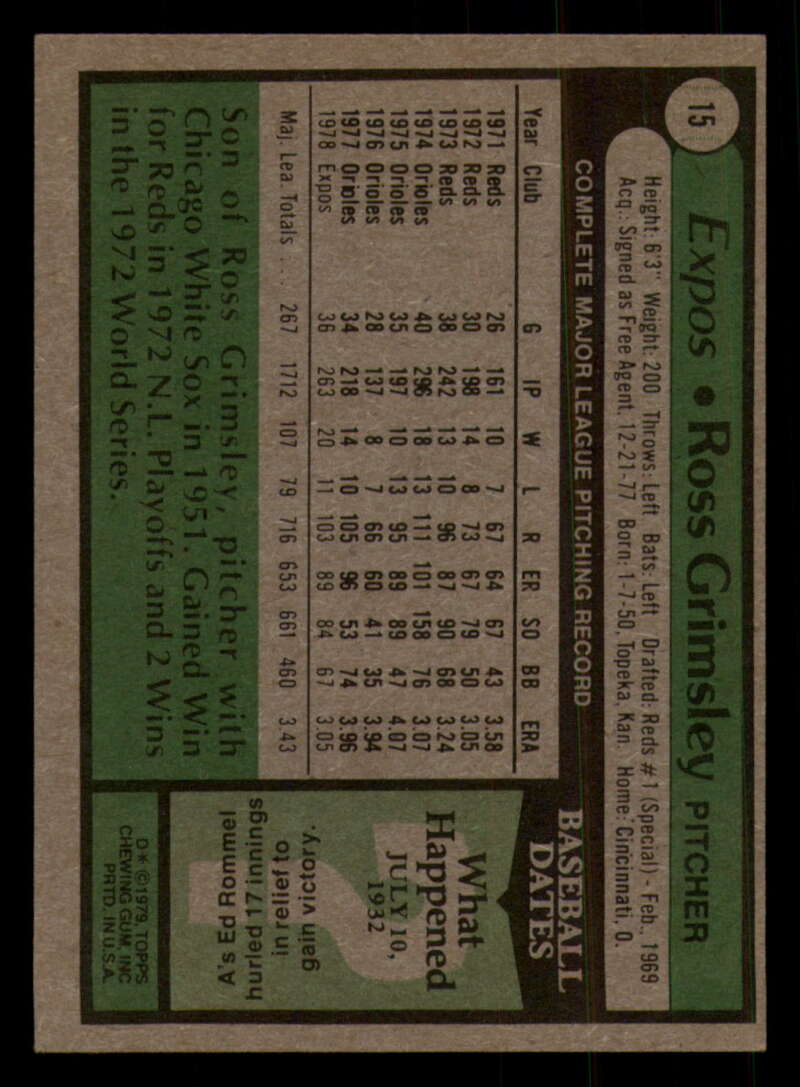 15
Expos • Ross Grimsley PITCHER
Height: 6'3" Weight: 200 Throws: Left Bats: Left Drafted: Reds #1 (Special) - Feb., 1969
Acq.: Signed as Free Agent, 12-21-77 Born: 1-7-50, Topeka, Kan. Home: Cincinnati, O.
COMPLETE MAJOR LEAGUE PITCHING RECORD
Year Club G IP W L R ER SO BB ERA
1971 Reds 26 161 10 7 67 64 67 43 3.58
1972 Reds 30 198 14 8 73 67 79 50 3.05
1973 Reds 38 242 13 10 96 87 90 68 3.24
1974 Orioles 40 296 18 13 111 101 158 76 3.07
1975 Orioles 35 197 10 13 95 89 89 47 4.07
1976 Orioles 28 137 8 7 66 60 41 35 3.94
1977 Orioles 34 218 14 10 105 96 53 74 3.96
1978 Expos 36 263 20 11 103 89 84 67 3.05
Maj. Lea. Totals . . . 267 1712 107 79 716 653 661 460 3.43
Son of Ross Grimsley, pitcher with
Chicago White Sox in 1951. Gained Win
for Reds in 1972 N.L. Playoffs and 2 Wins
in the 1972 World Series.
BASEBALL
DATES
What
Happened
JULY 10,
1932
?
A's Ed Rommel
hurled 17 innings
in relief to
gain victory.
D* © 1979, TOPPS
CHEWING GUM, INC
PRTD. IN U.S.A.